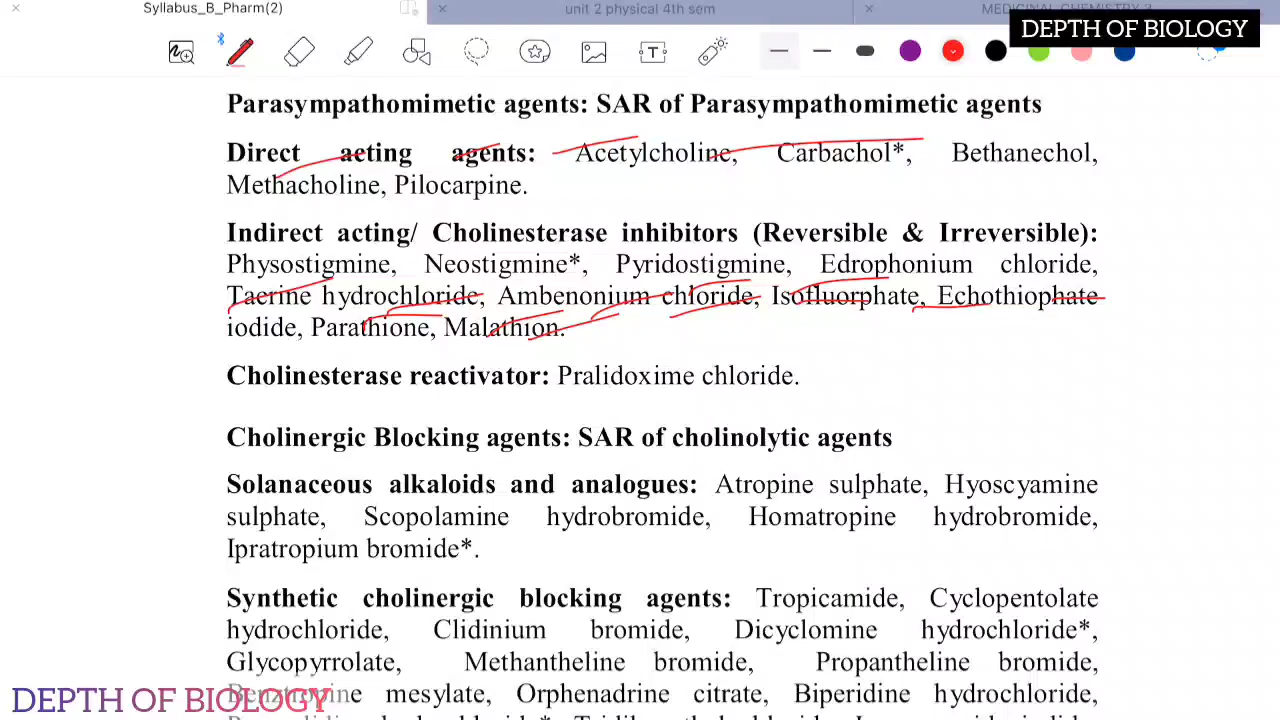 Syllabus_B_Pharm(2)
unit 2 physical 4th sem
MEDICINAL CHEMISTRY 3
DEPTH OF BIOLOGY
Parasympathomimetic agents: SAR of Parasympathomimetic agents
Direct acting agents: Acetylcholine, Carbachol*, Bethanechol,
Methacholine, Pilocarpine.
Indirect acting/ Cholinesterase inhibitors (Reversible & Irreversible):
Physostigmine, Neostigmine*, Pyridostigmine, Edrophonium chloride,
Tacrine hydrochloride, Ambenonium chloride, Isofluorphate, Echothiophate
iodide, Parathione, Malathion.
Cholinesterase reactivator: Pralidoxime chloride.
Cholinergic Blocking agents: SAR of cholinolytic agents
Solanaceous alkaloids and analogues: Atropine sulphate, Hyoscyamine
sulphate, Scopolamine hydrobromide, Homatropine hydrobromide,
Ipratropium bromide*.
Synthetic cholinergic blocking agents: Tropicamide, Cyclopentolate
hydrochloride, Clidinium bromide, Dicyclomine hydrochloride*,
Glycopyrrolate, Methantheline bromide, Propantheline bromide,
Benztropine mesylate, Orphenadrine citrate, Biperidine hydrochloride,
DEPTH OF BIOLOGY